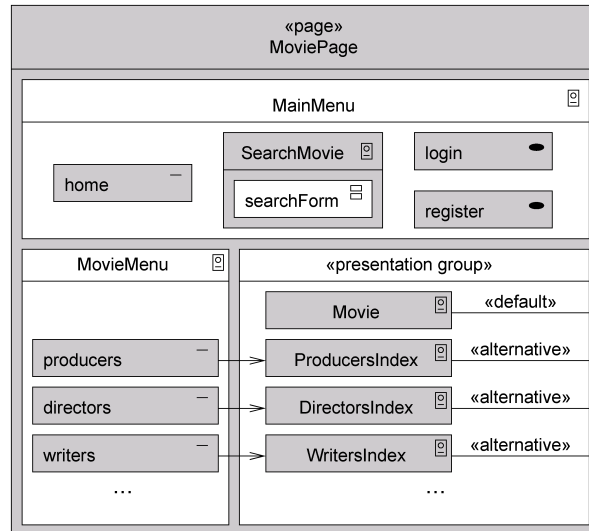 «page»
MoviePage
MainMenu
home
SearchMovie
searchForm
login
register
MovieMenu
«presentation group»
Movie
«default»
producers
ProducersIndex
«alternative»
directors
DirectorsIndex
«alternative»
writers
WritersIndex
«alternative»
...
...